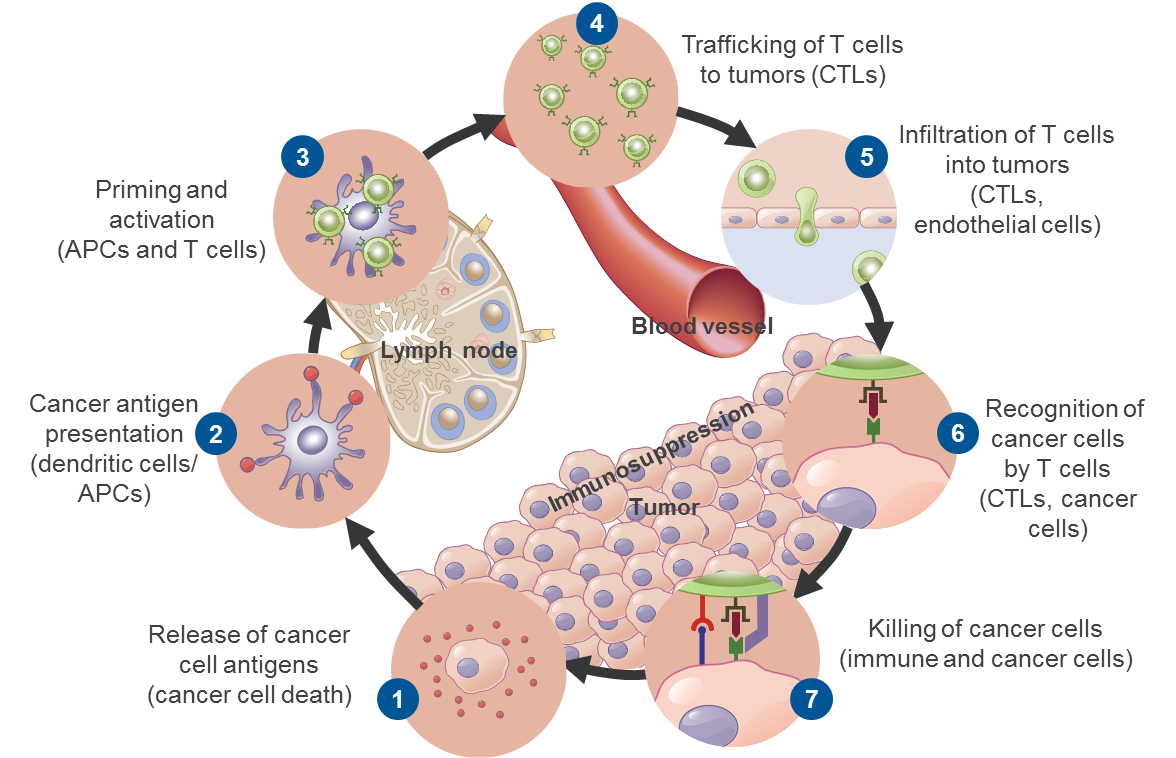 4
Trafficking of T cells
to tumors (CTLs)
5
Infiltration of T cells
into tumors
(CTLs,
endothelial cells)
3
Priming and
activation
(APCs and T cells)
Blood vessel
Lymph node
2
Cancer antigen
presentation
(dendritic cells/
APCs)
6
Recognition of
cancer cells
by T cells
(CTLs, cancer
cells)
Immunosuppression
Tumor
1
Release of cancer
cell antigens
(cancer cell death)
7
Killing of cancer cells
(immune and cancer cells)